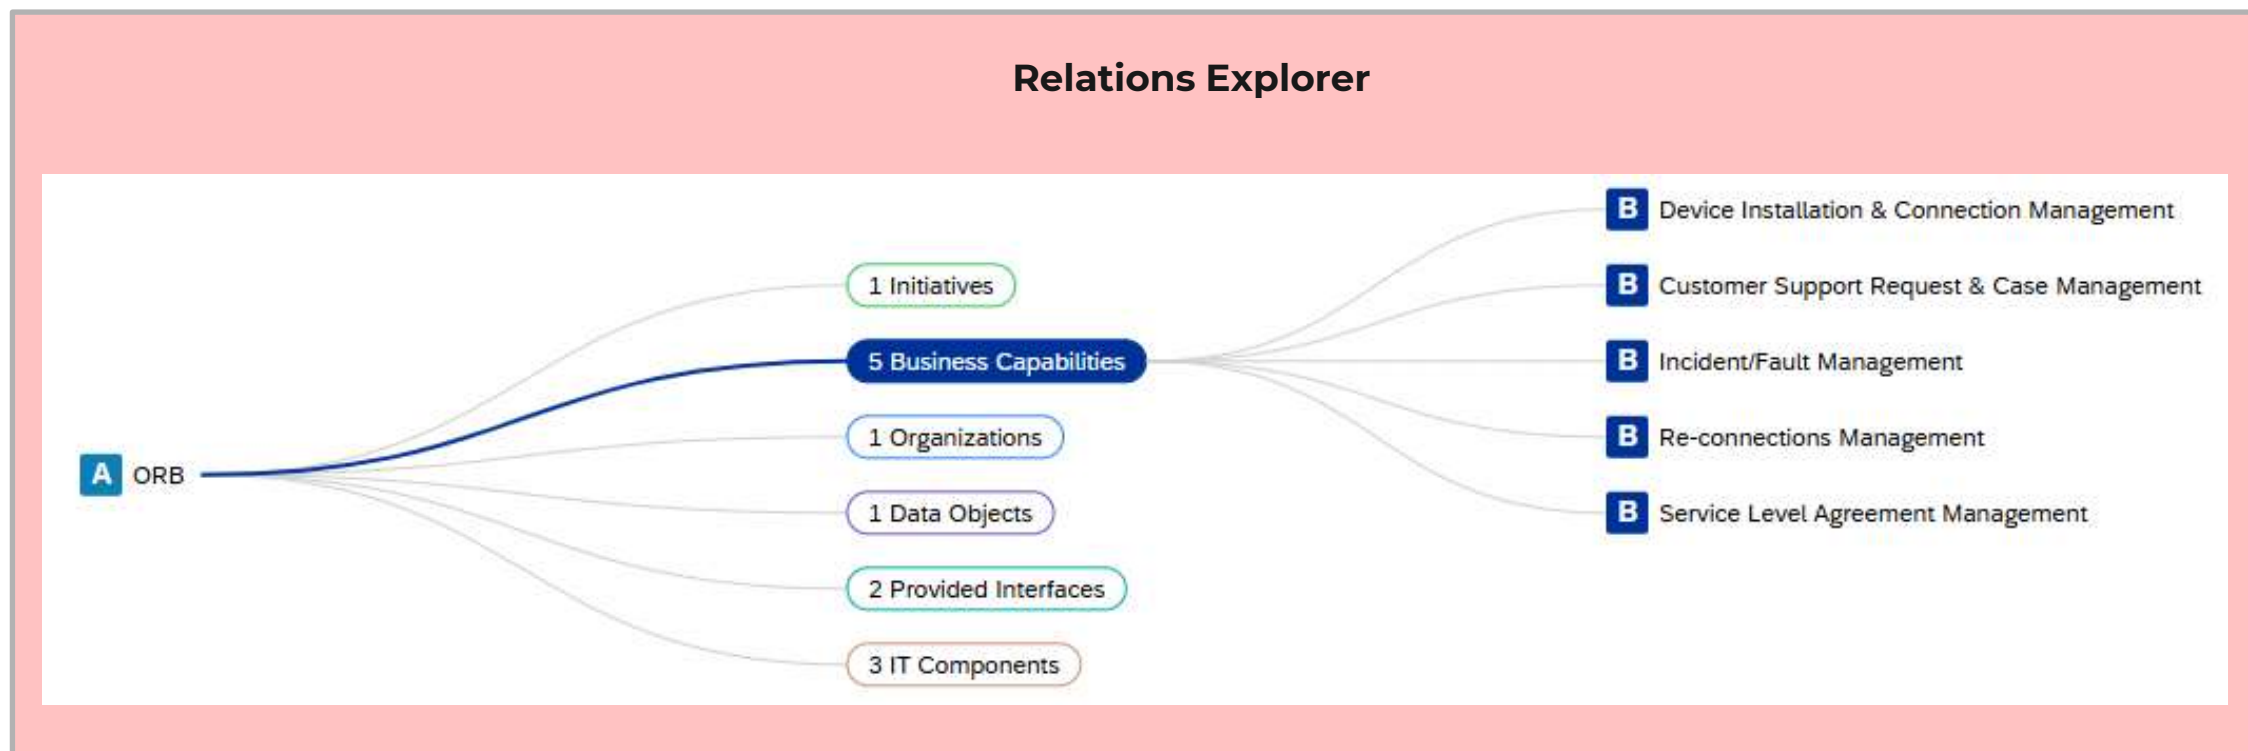 Relations Explorer
A ORB
1 Initiatives
5 Business Capabilities
1 Organizations
1 Data Objects
2 Provided Interfaces
3 IT Components
B Device Installation & Connection Management
B Customer Support Request & Case Management
B Incident/Fault Management
B Re-connections Management
B Service Level Agreement Management